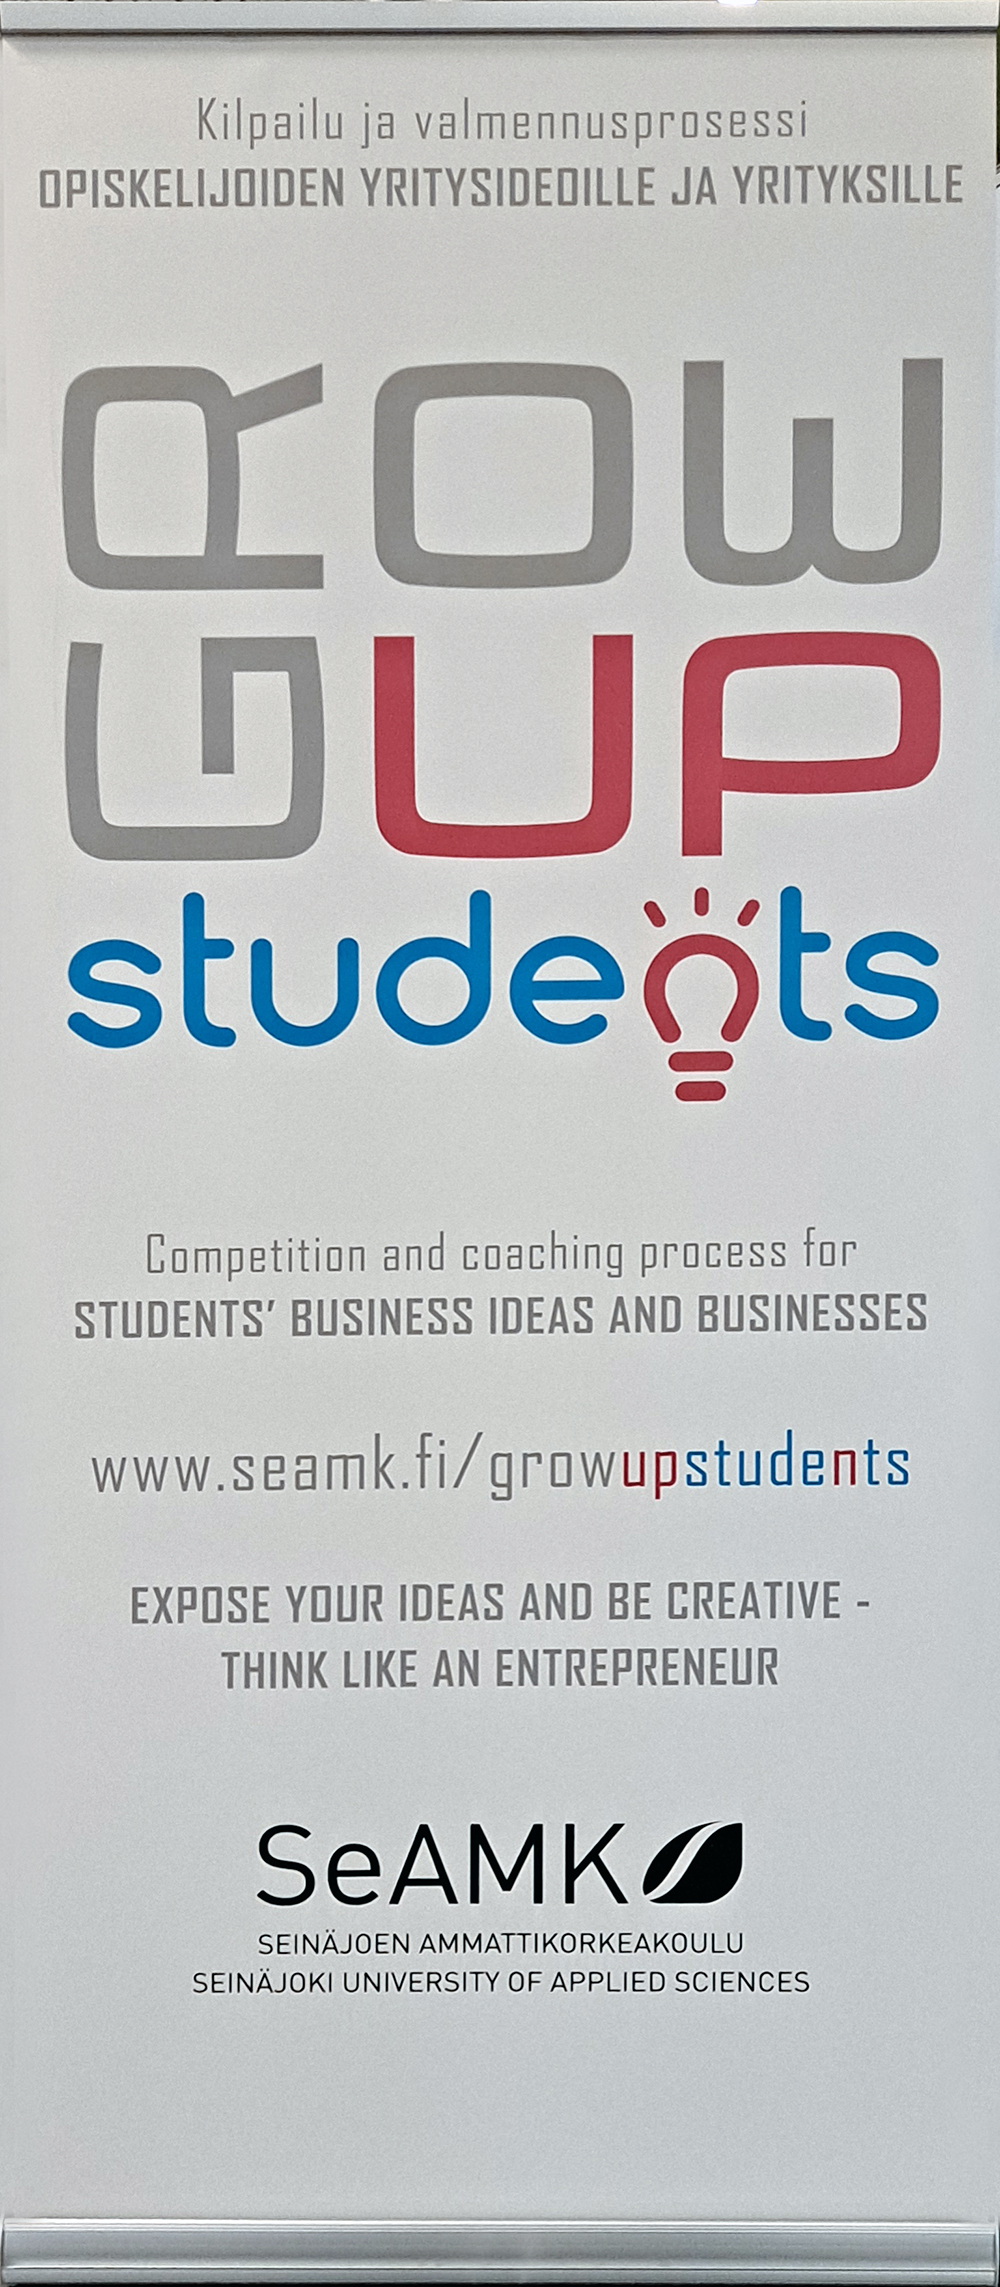 Kilpailu ja valmennusprosessi
OPISKELIJOIDEN YRITYSIDEOILLE JA YRITYKSILLE
GROW
UP
students
Competition and coaching process for
STUDENTS' BUSINESS IDEAS AND BUSINESSES
www.seamk.fi/growupstudents
EXPOSE YOUR IDEAS AND BE CREATIVE -
THINK LIKE AN ENTREPRENEUR
SeAMK
SEINÄJOEN AMMATTIKORKEAKOULU
SEINÄJOKI UNIVERSITY OF APPLIED SCIENCES